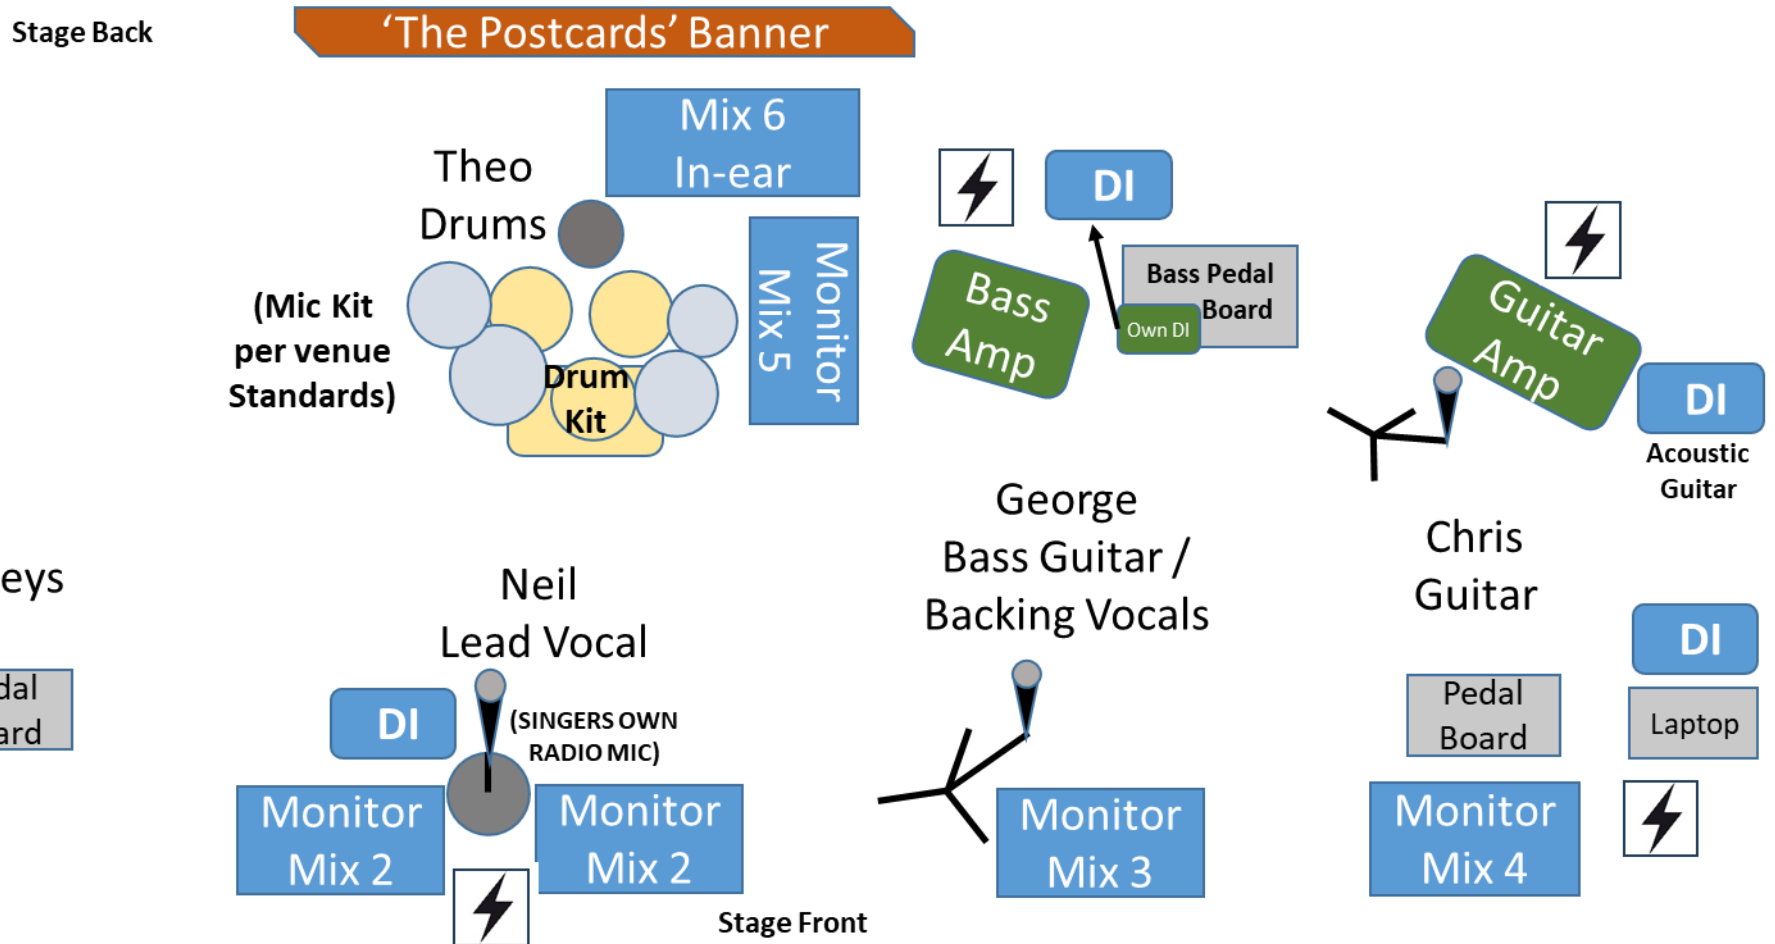 Stage Back
‘The Postcards’ Banner
Mix 6
In-ear
Theo
Drums
(Mic Kit
per venue
Standards)
Drum
Kit
Monitor
Mix 5
DI
Bass
Amp
Bass Pedal
Board
Own DI
Guitar
Amp
DI
Acoustic
Guitar
eys
dal
ard
Neil
Lead Vocal
DI
(SINGERS OWN
RADIO MIC)
Monitor
Mix 2
Monitor
Mix 2
George
Bass Guitar /
Backing Vocals
Monitor
Mix 3
Chris
Guitar
DI
Pedal
Board
Laptop
Monitor
Mix 4
Stage Front